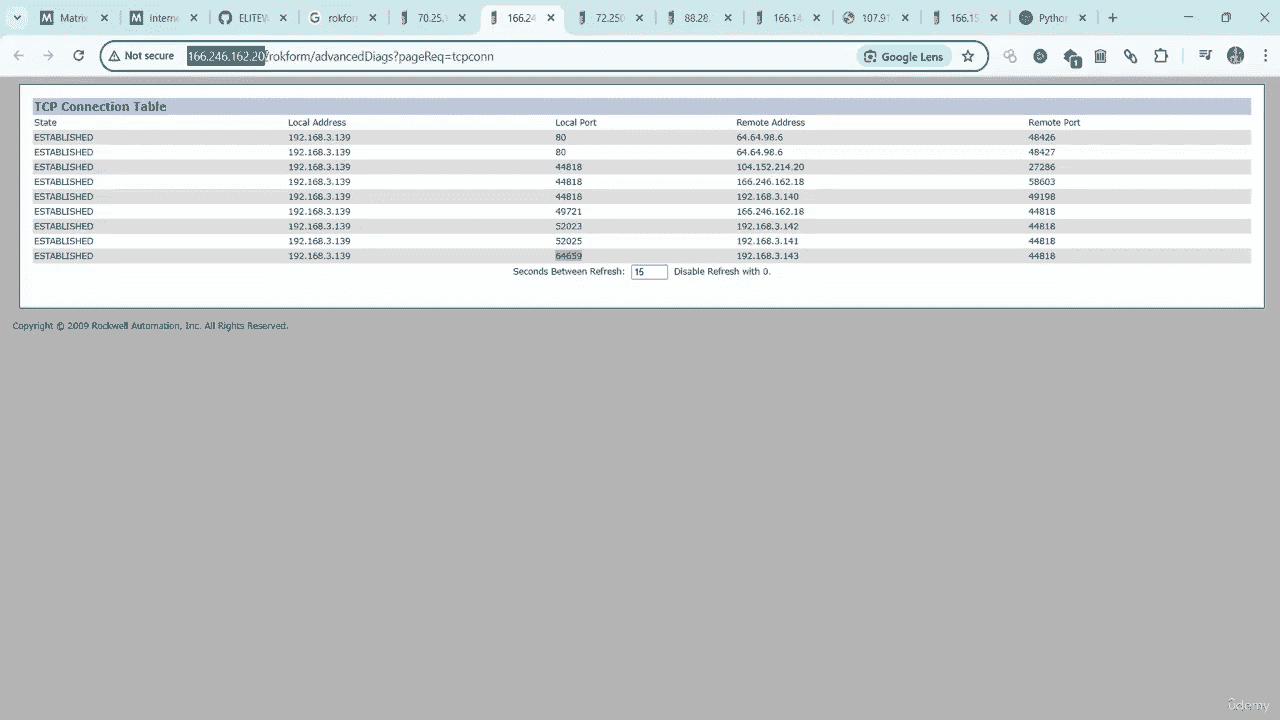 Matrix
Interne
ELITEW
rokfor
70.25.
166.24
72.250
88.201
166.14
107.91
166.15
Python
Not secure
166.246.162.20/rokform/advancedDiags?pageReq=tcpconn
Google Lens
1
TCP Connection Table
State Local Address Local Port Remote Address Remote Port
ESTABLISHED 192.168.3.139 80 64.64.98.6 48426
ESTABLISHED 192.168.3.139 80 64.64.98.6 48427
ESTABLISHED 192.168.3.139 44818 104.152.214.20 27286
ESTABLISHED 192.168.3.139 44818 166.246.162.18 58603
ESTABLISHED 192.168.3.139 44818 192.168.3.140 49198
ESTABLISHED 192.168.3.139 49721 166.246.162.18 44818
ESTABLISHED 192.168.3.139 52023 192.168.3.142 44818
ESTABLISHED 192.168.3.139 52025 192.168.3.141 44818
ESTABLISHED 192.168.3.139 64659 192.168.3.143 44818
Seconds Between Refresh: 15 Disable Refresh with 0.
Copyright © 2009 Rockwell Automation, Inc. All Rights Reserved.
Udemy